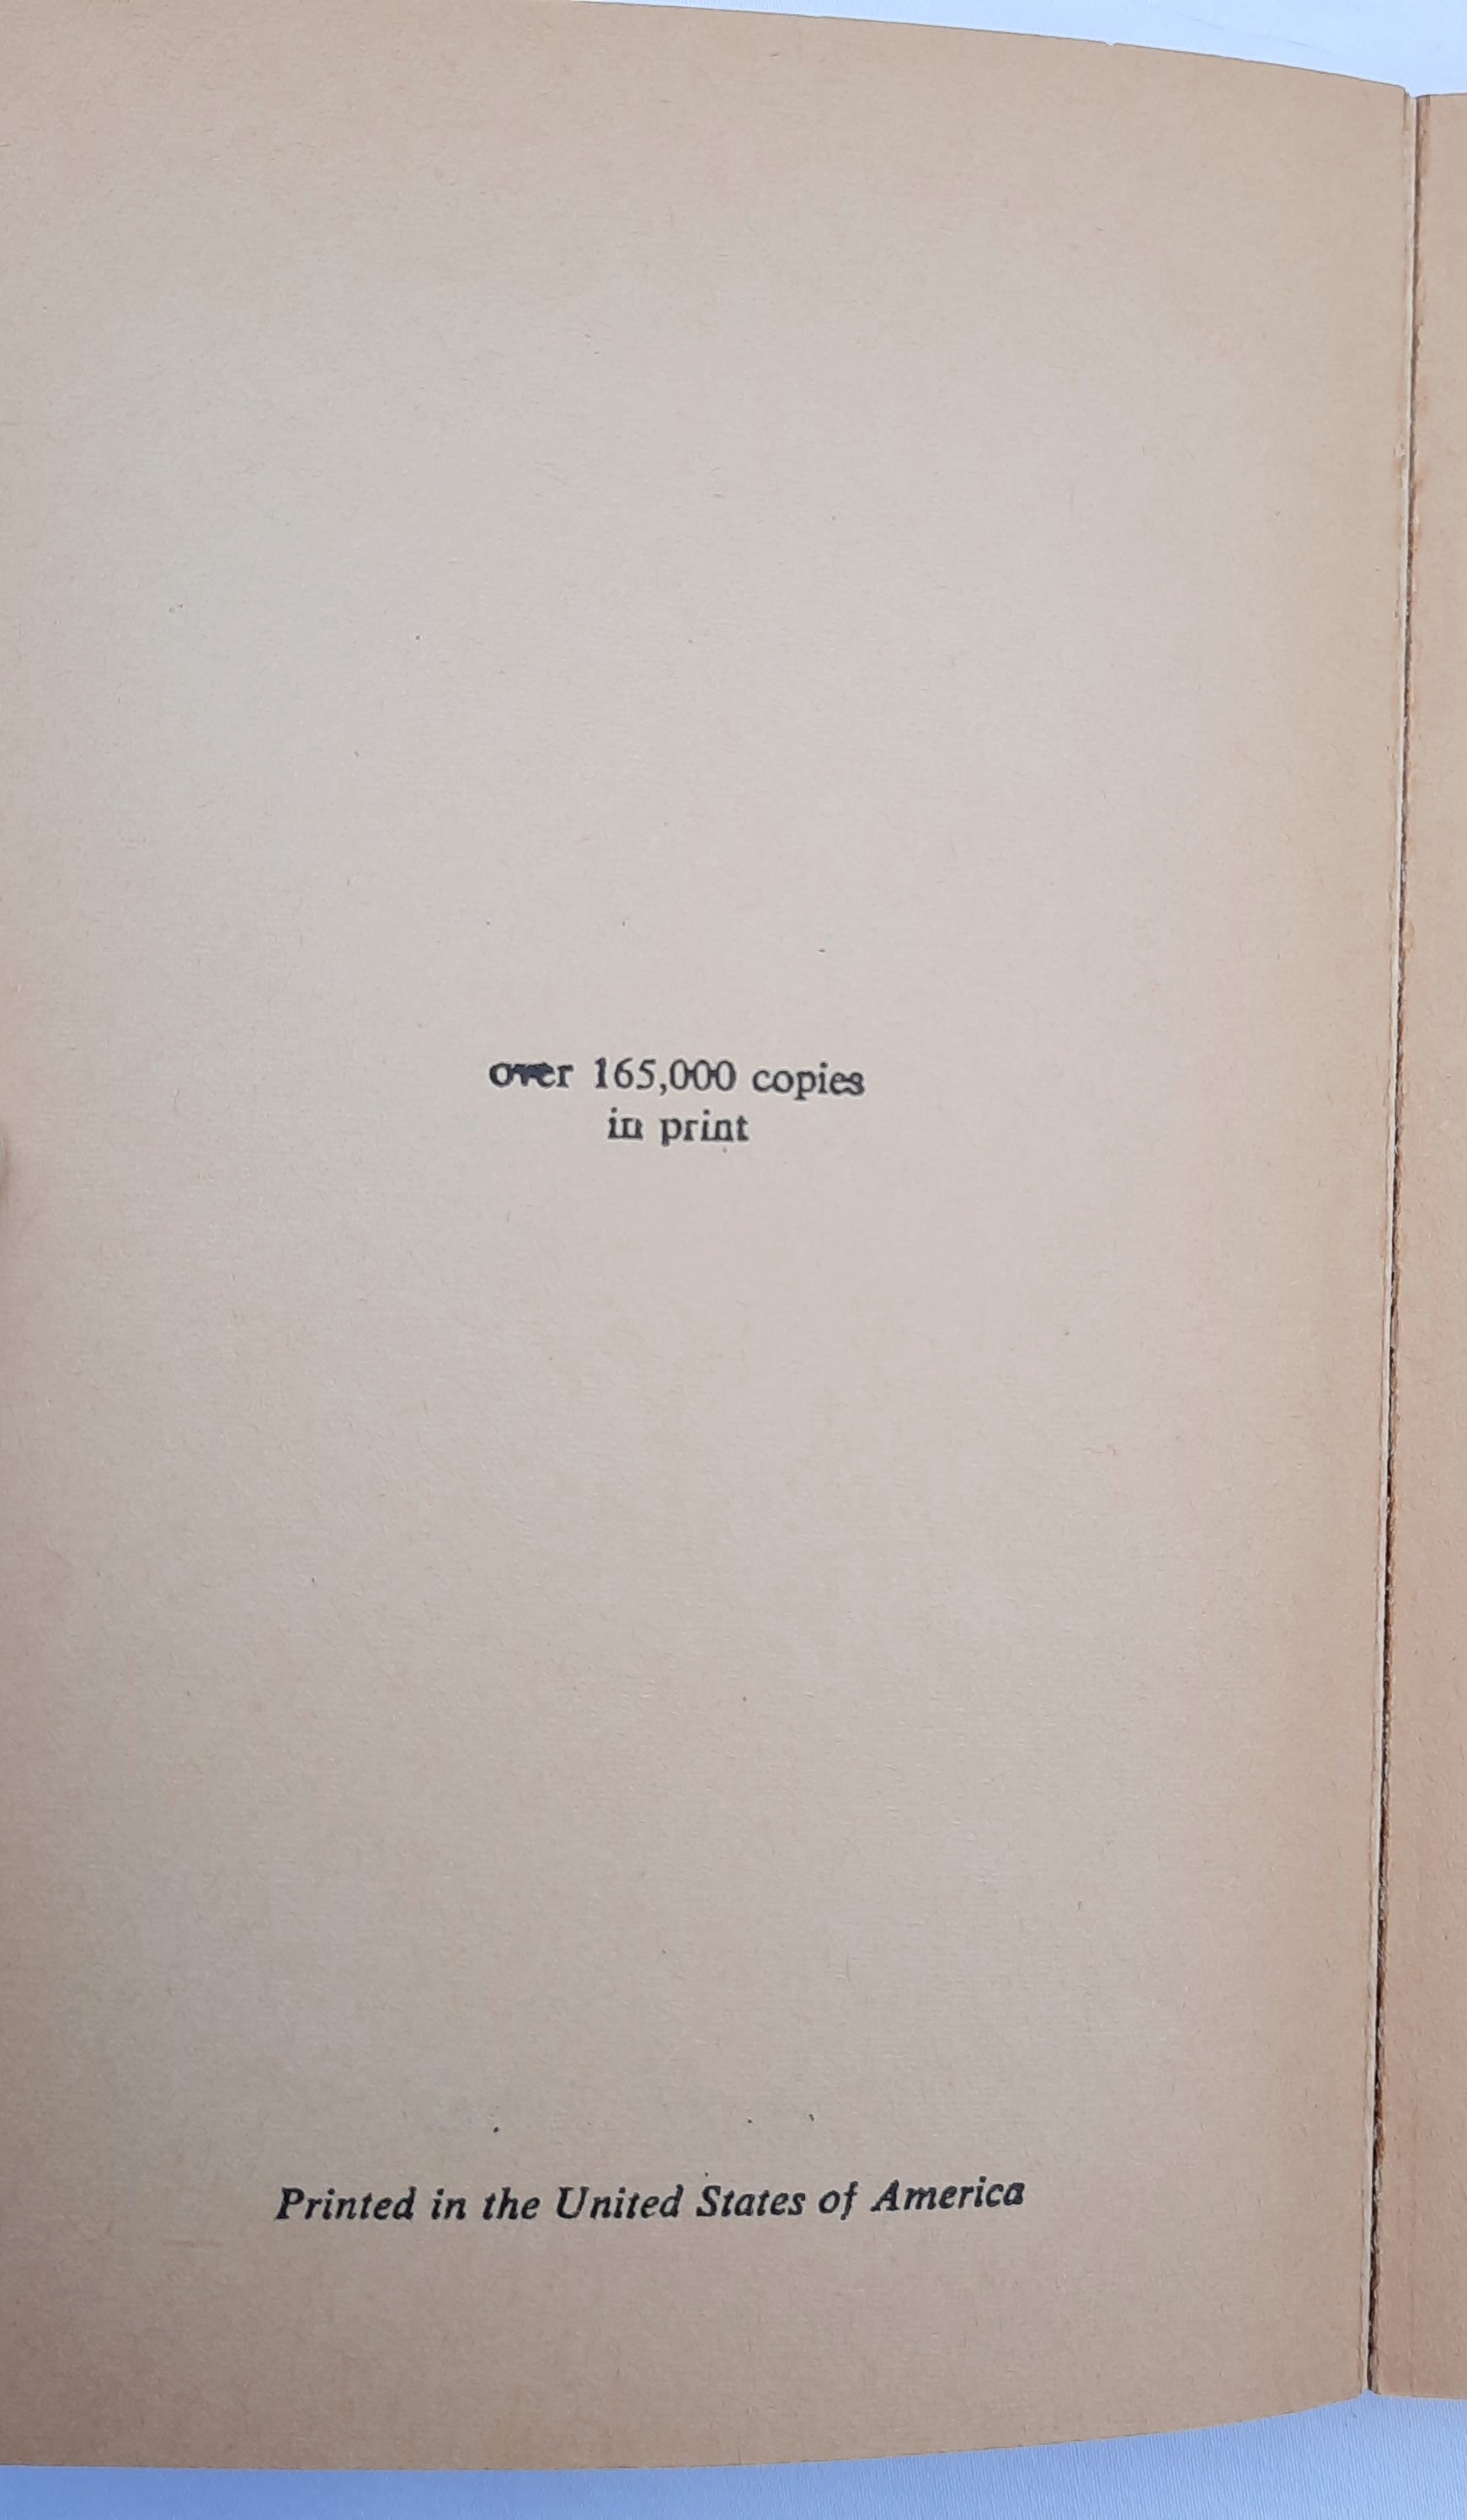 over 165,000 copies
in print
Printed in the United States of America